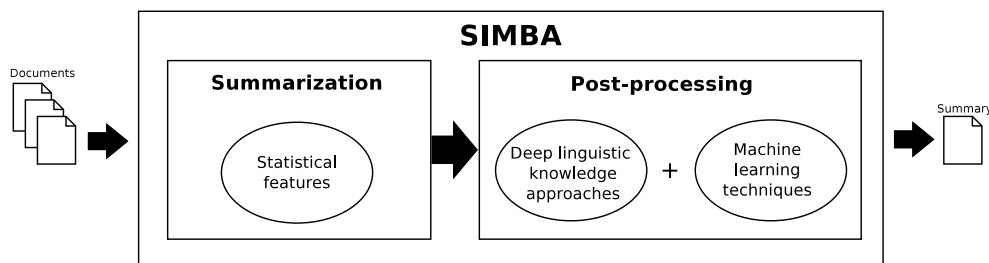 SIMBA
Documents
Summarization
Post-processing
Summary
Statistical
features
Deep linguistic
knowledge
approaches
+
Machine
learning
techniques